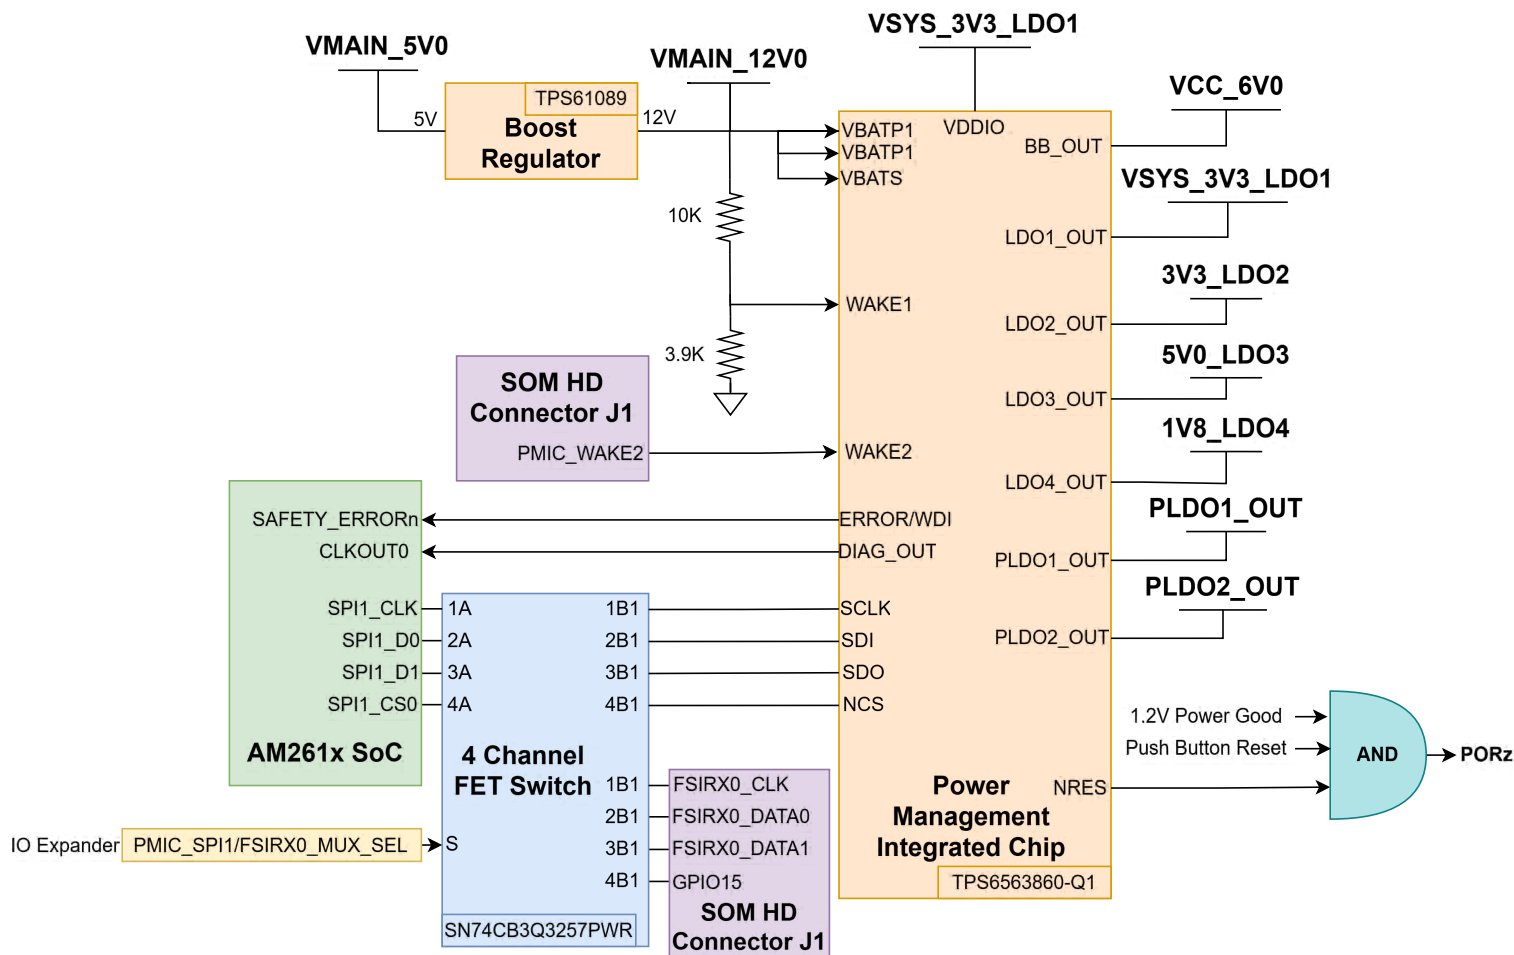 VSYS_3V3_LDO1
VMAIN_5V0
VMAIN_12V0
VCC_6V0
TPS61089
5V
12V
Boost
Regulator
VBATP1
VBATP1
VBATS
VDDIO
BB_OUT
VSYS_3V3_LDO1
10K
LDO1_OUT
3V3_LDO2
WAKE1
LDO2_OUT
3.9K
5V0_LDO3
SOM HD
Connector J1
LDO3_OUT
1V8_LDO4
PMIC_WAKE2
WAKE2
LDO4_OUT
PLDO1_OUT
SAFETY_ERRORn
ERROR/WDI
CLKOUT0
DIAG_OUT
PLDO1_OUT
PLDO2_OUT
SPI1_CLK
1A
1B1
SCLK
SPI1_D0
2A
2B1
SDI
PLDO2_OUT
SPI1_D1
3A
3B1
SDO
SPI1_CS0
4A
4B1
NCS
AM261x SoC
4 Channel
FET Switch
1.2V Power Good
Push Button Reset
AND
PORz
NRES
1B1
FSIRX0_CLK
2B1
FSIRX0_DATA0
3B1
FSIRX0_DATA1
4B1
GPIO15
Power
Management
Integrated Chip
IO Expander
PMIC_SPI1/FSIRX0_MUX_SEL
S
TPS6563860-Q1
SN74CB3Q3257PWR
SOM HD
Connector J1